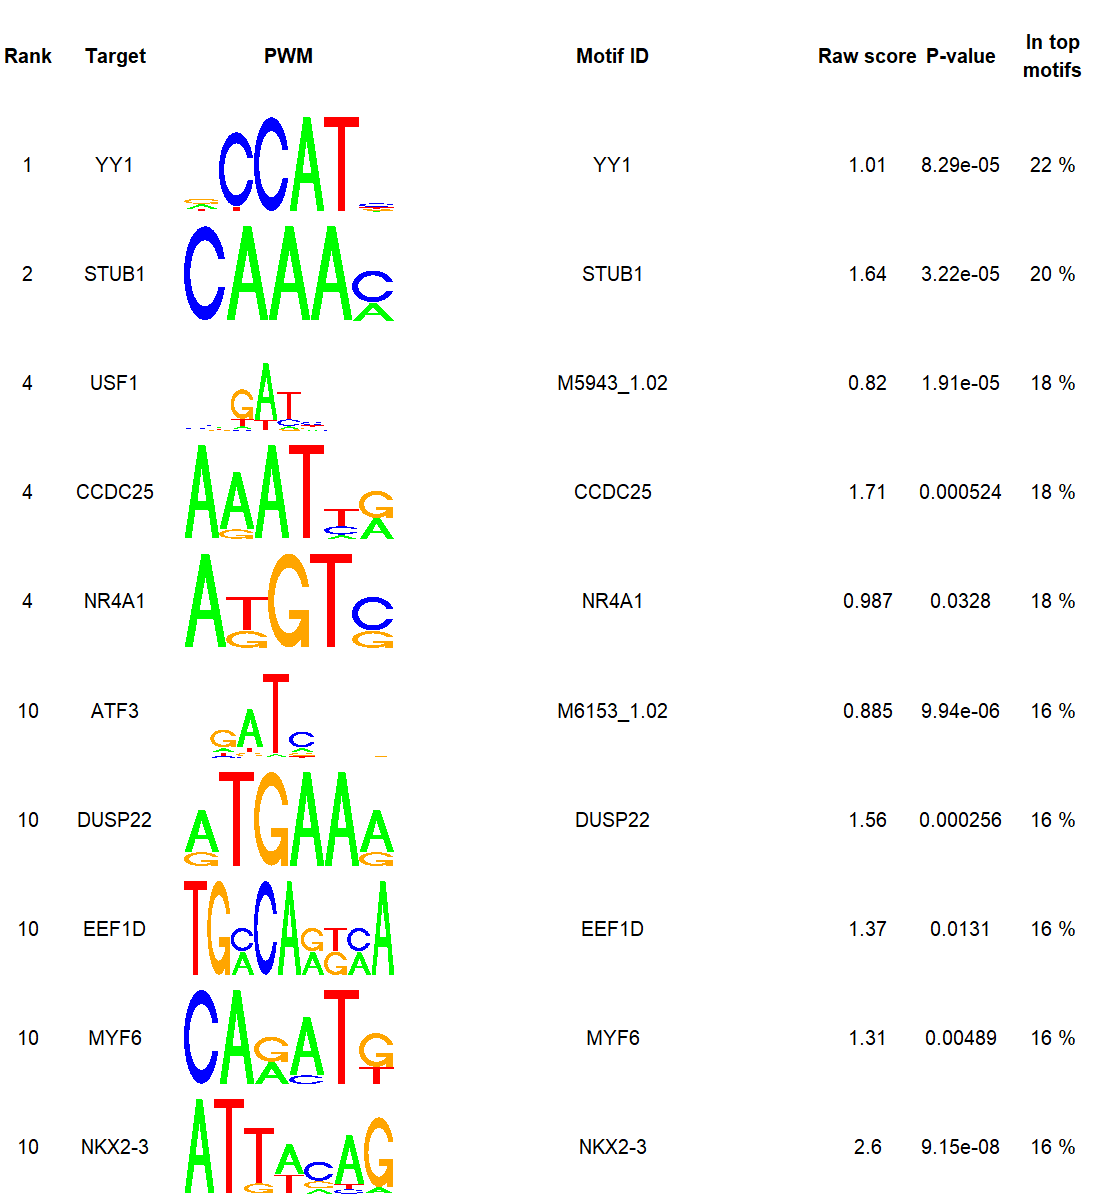 Rank Target PWM Motif ID Raw score P-value In top motifs
1 YY1 CCAT YY1 1.01 8.29e-05 22 %
2 STUB1 CAAAC A STUB1 1.64 3.22e-05 20 %
4 USF1 GAT M5943_1.02 0.82 1.91e-05 18 %
4 CCDC25 AAATTG CCDC25 1.71 0.000524 18 %
4 NR4A1 ATGTC NR4A1 0.987 0.0328 18 %
10 ATF3 GATC M6153_1.02 0.885 9.94e-06 16 %
10 DUSP22 ATGAAA DUSP22 1.56 0.000256 16 %
10 EEF1D TGCCAGTCA EEF1D 1.37 0.0131 16 %
10 MYF6 CAGATG MYF6 1.31 0.00489 16 %
10 NKX2-3 ATTACAG NKX2-3 2.6 9.15e-08 16 %